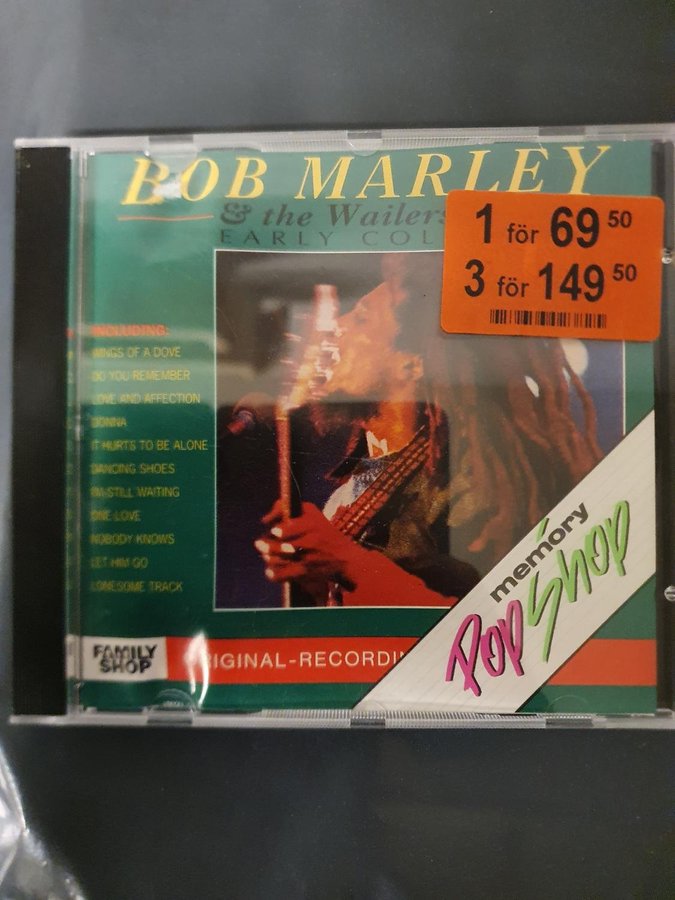 BOB MARLEY
& the Wailers
EARLY COL
1 för 69 50
3 för 149 50
INCLUDING:
WINGS OF A DOVE
DO YOU REMEMBER
LOVE AND AFFECTION
DONNA
IT HURTS TO BE ALONE
DANCING SHOES
I'M STILL WAITING
ONE LOVE
NOBODY KNOWS
LET HIM GO
LONESOME TRACK
memory
Pop Shop
FAMILY
SHOP
ORIGINAL-RECORDIN